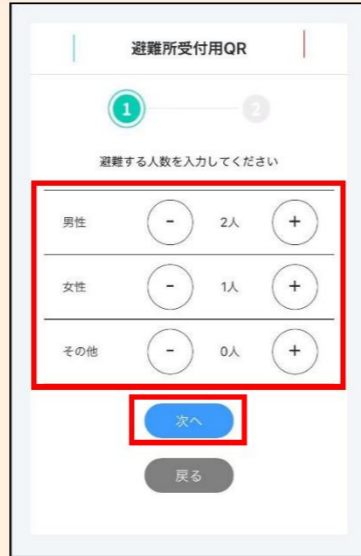 避難所受付用QR
1 2
避難する人数を入力してください
男性 - 2人 +
女性 - 1人 +
その他 - 0人 +
次へ
戻る